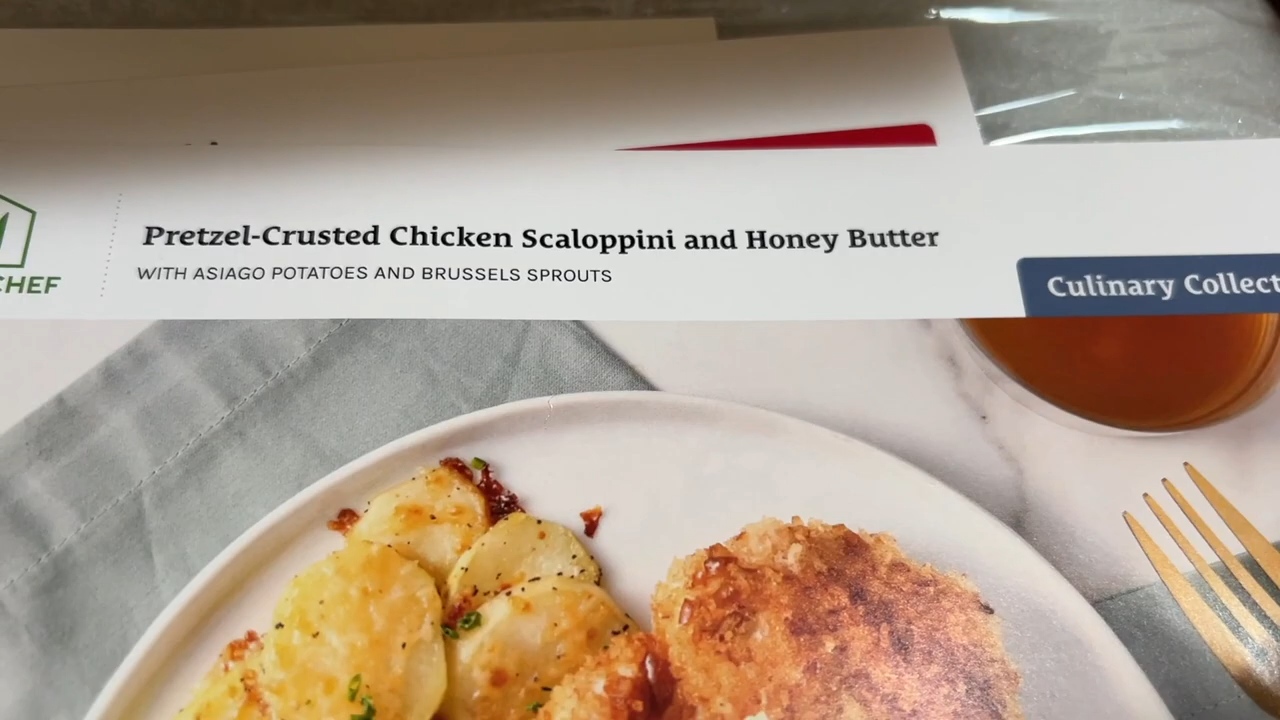 CHEF
Pretzel-Crusted Chicken Scaloppini and Honey Butter
WITH ASIAGO POTATOES AND BRUSSELS SPROUTS
Culinary Collect